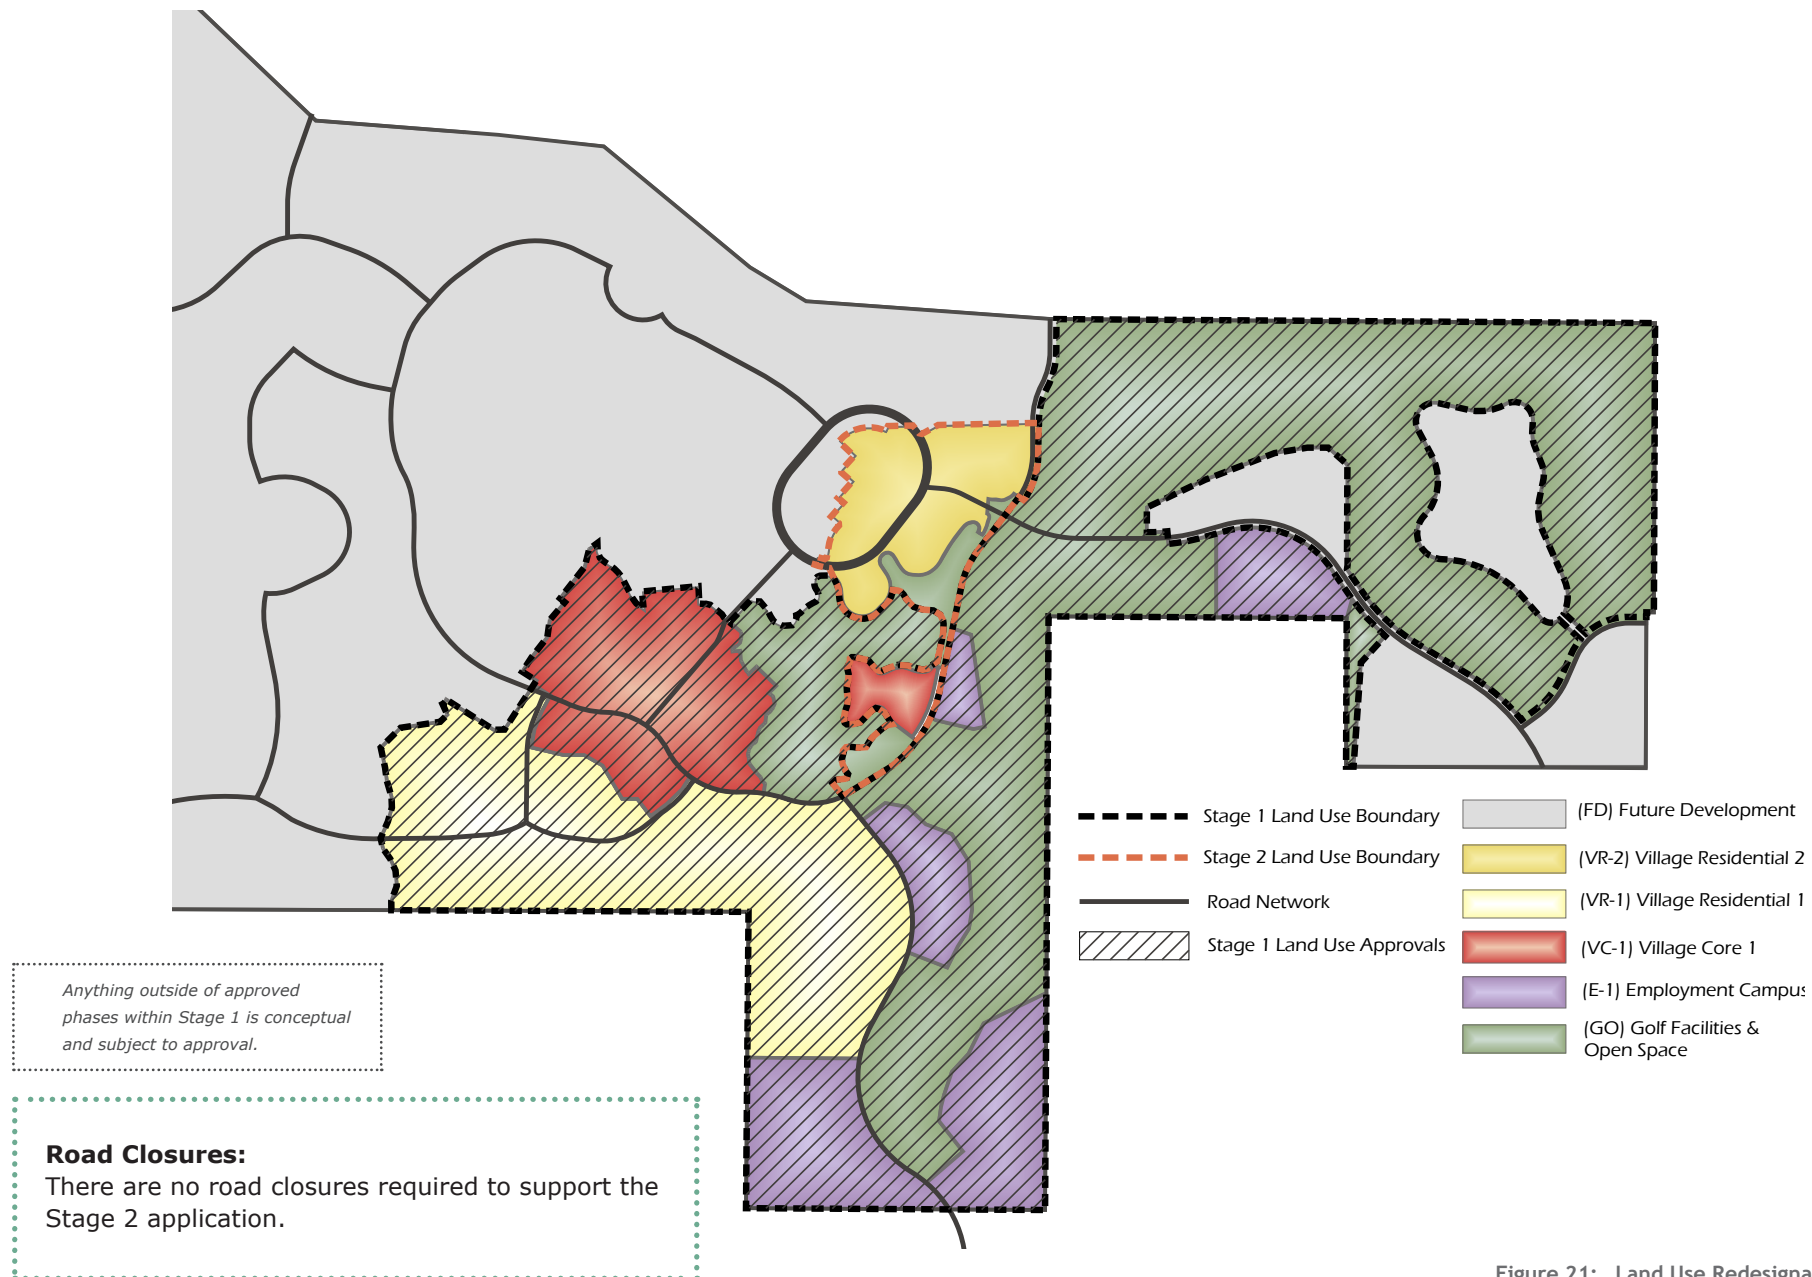 Stage 1 Land Use Boundary
Stage 2 Land Use Boundary
Road Network
Stage 1 Land Use Approvals
(FD) Future Development
(VR-2) Village Residential 2
(VR-1) Village Residential 1
(VC-1) Village Core 1
(E-1) Employment Campus
(GO) Golf Facilities &
Open Space
Anything outside of approved
phases within Stage 1 is conceptual
and subject to approval.
Road Closures:
There are no road closures required to support the
Stage 2 application.
Figure 21: Land Use Redesigna